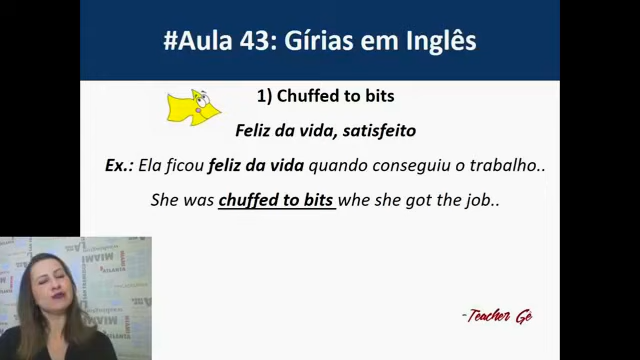 #Aula 43: Gírias em Inglês
1) Chuffed to bits
Feliz da vida, satisfeito
Ex.: Ela ficou feliz da vida quando conseguiu o trabalho..
She was chuffed to bits whe she got the job..
-Teacher Gê
MIAMI